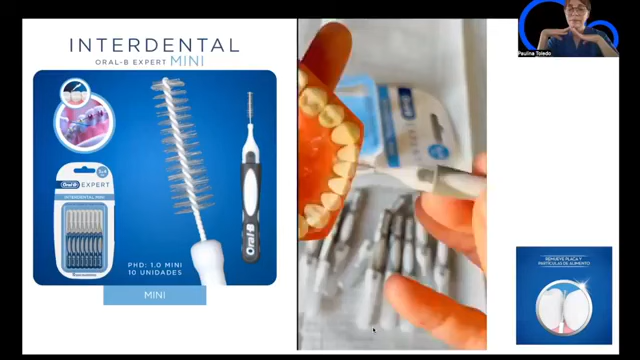 INTERDENTAL
ORAL-B EXPERT MINI
Oral-B EXPERT
INTERDENTAL MINI
Oral-B
PHD: 1.0 MINI
10 UNIDADES
MINI
Oral-B
Paulina Toledo
REMUEVE PLACA Y
PARTÍCULAS DE ALIMENTO